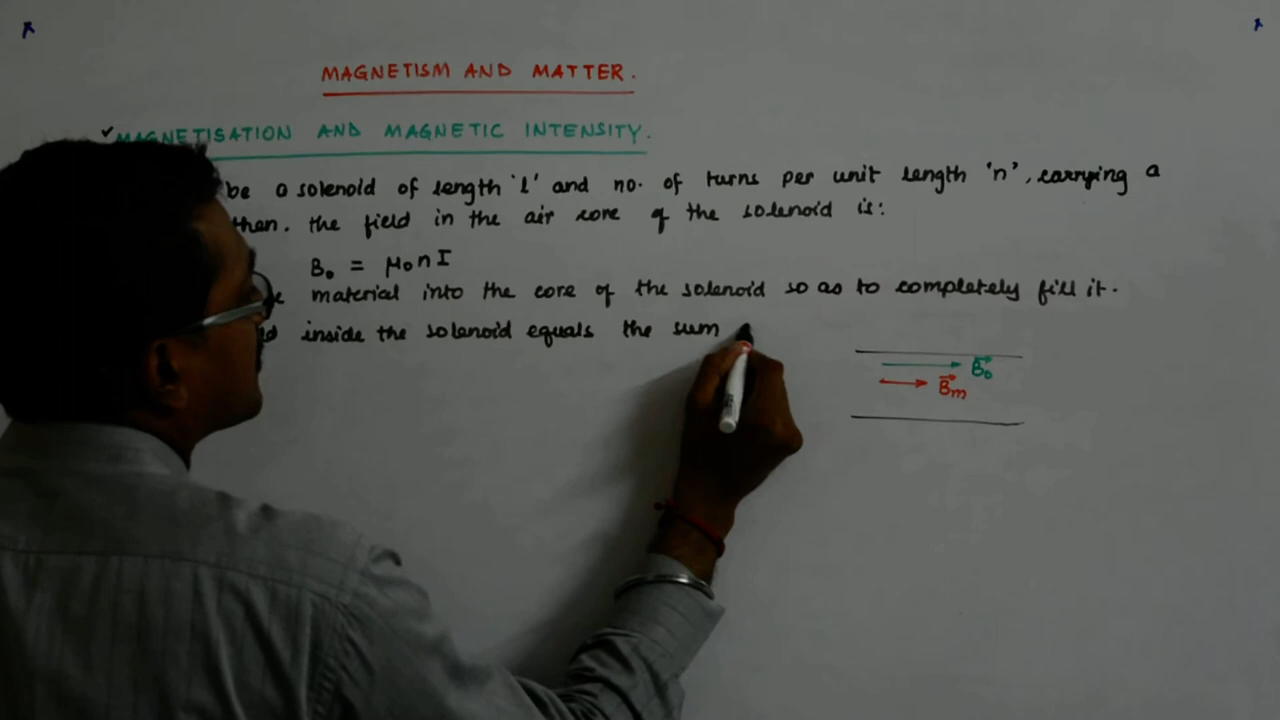 MAGNETISM AND MATTER.
MAGNETISATION AND MAGNETIC INTENSITY.
be a solenoid of length 'l' and no. of turns per unit length 'n', carrying a
then. the field in the air core of the solenoid is:
B₀ = μ₀nI
material into the core of the solenoid so as to completely fill it.
inside the solenoid equals the sum
B⃗₀
B⃗m